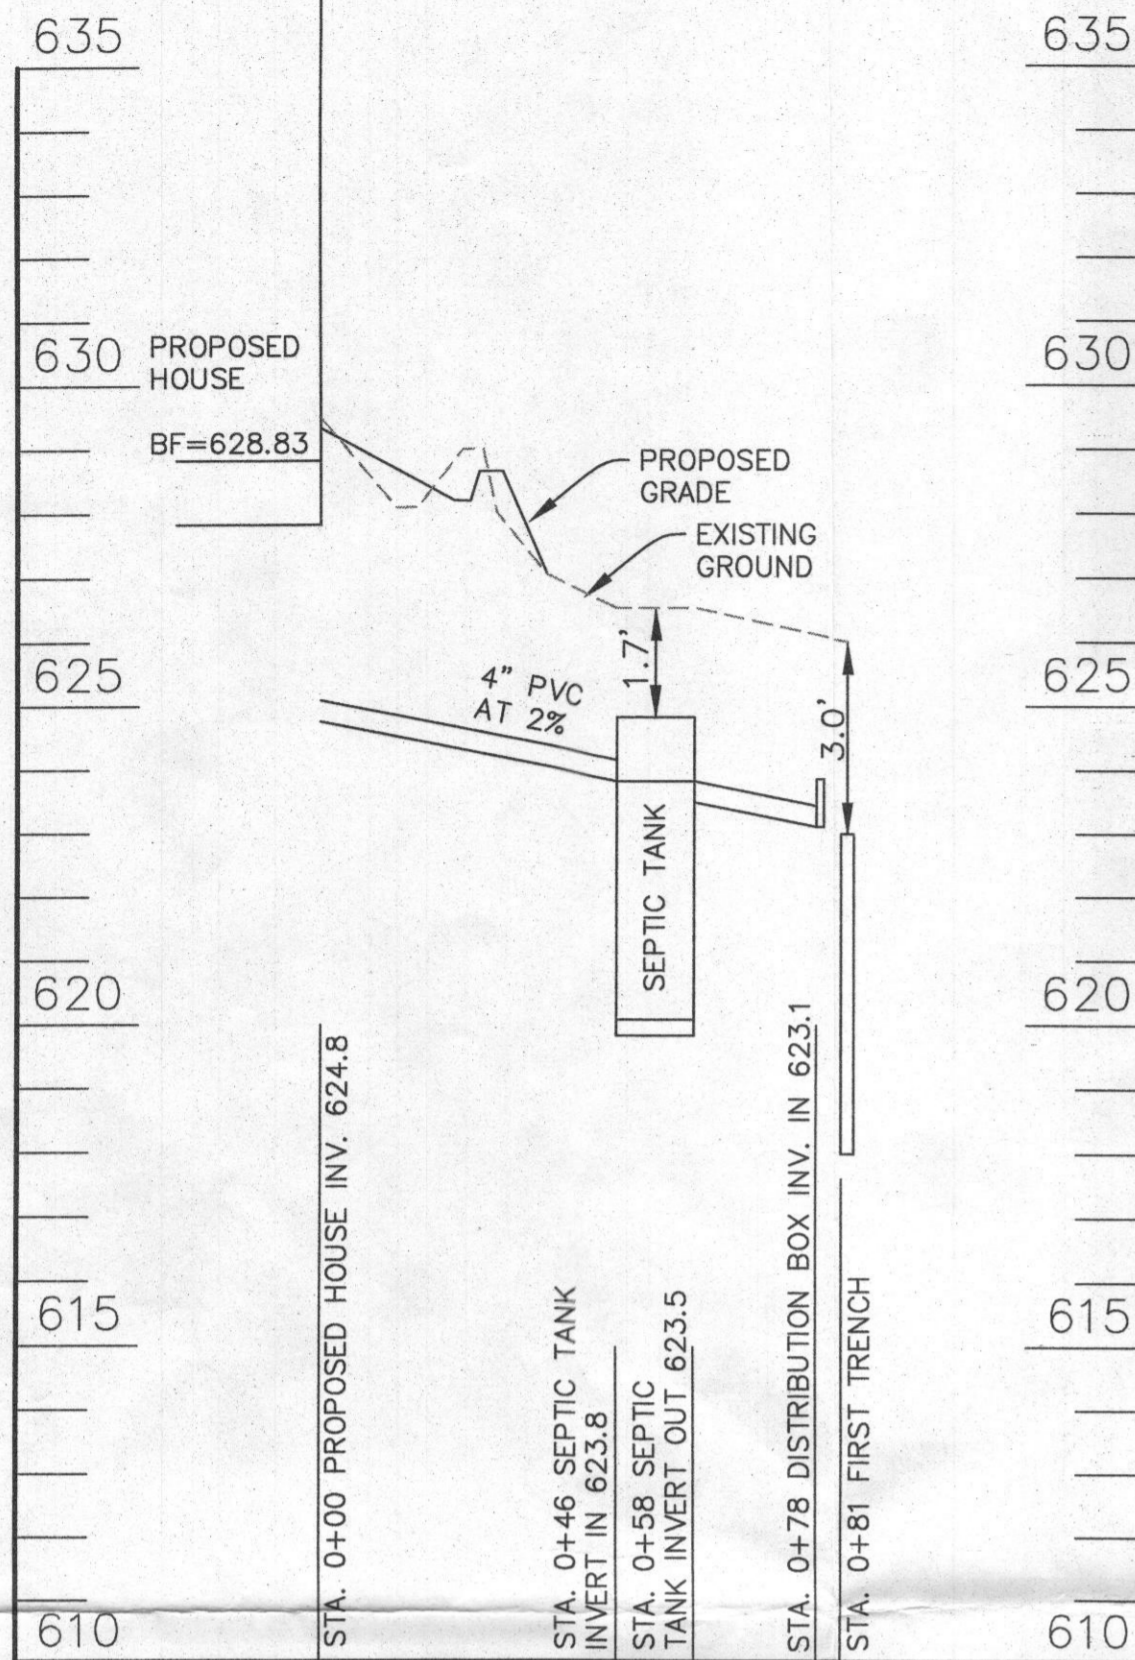 635
635
PROPOSED
HOUSE
630
630
BF=628.83
PROPOSED
GRADE
EXISTING
GROUND
1.7'
625
625
4" PVC
AT 2%
3.0'
SEPTIC TANK
620
620
STA. 0+00 PROPOSED HOUSE INV. 624.8
STA. 0+46 SEPTIC TANK
INVERT IN 623.8
STA. 0+58 SEPTIC
TANK INVERT OUT 623.5
STA. 0+78 DISTRIBUTION BOX INV. IN 623.1
STA. 0+81 FIRST TRENCH
615
615
610
610